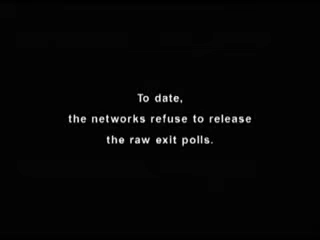 To date,
the networks refuse to release
the raw exit polls.